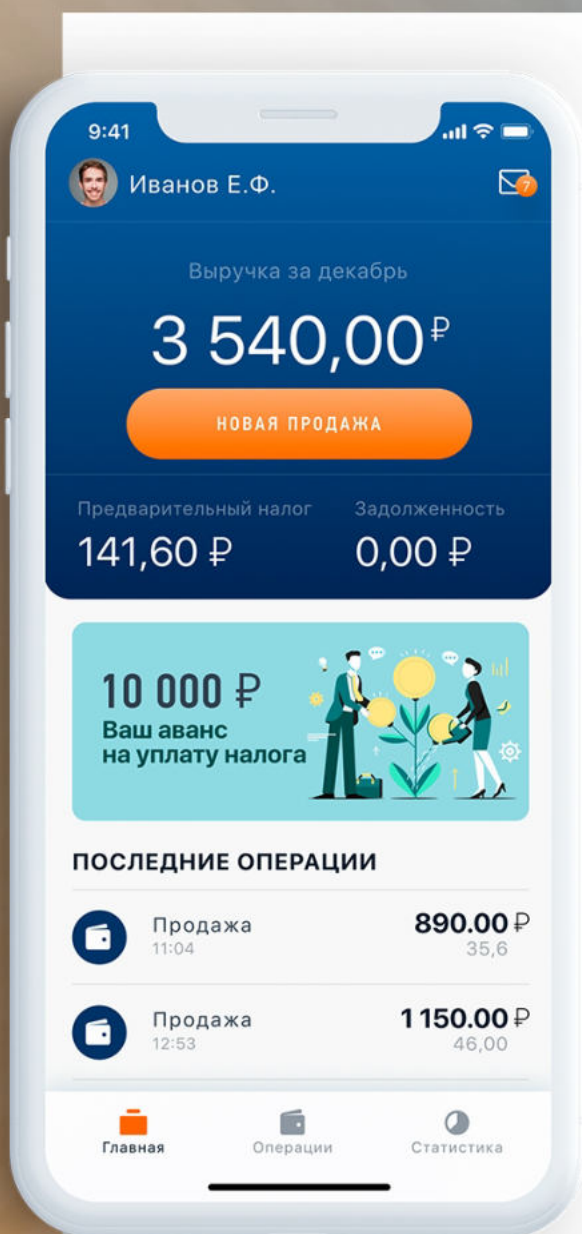 9:41
Иванов Е.Ф.
7
Выручка за декабрь
3 540,00 ₽
НОВАЯ ПРОДАЖА
Предварительный налог
Задолженность
141,60 ₽
0,00 ₽
10 000 ₽
Ваш аванс
на уплату налога
ПОСЛЕДНИЕ ОПЕРАЦИИ
Продажа
890.00 ₽
11:04
35,6
Продажа
1 150.00 ₽
12:53
46,00
Главная
Операции
Статистика